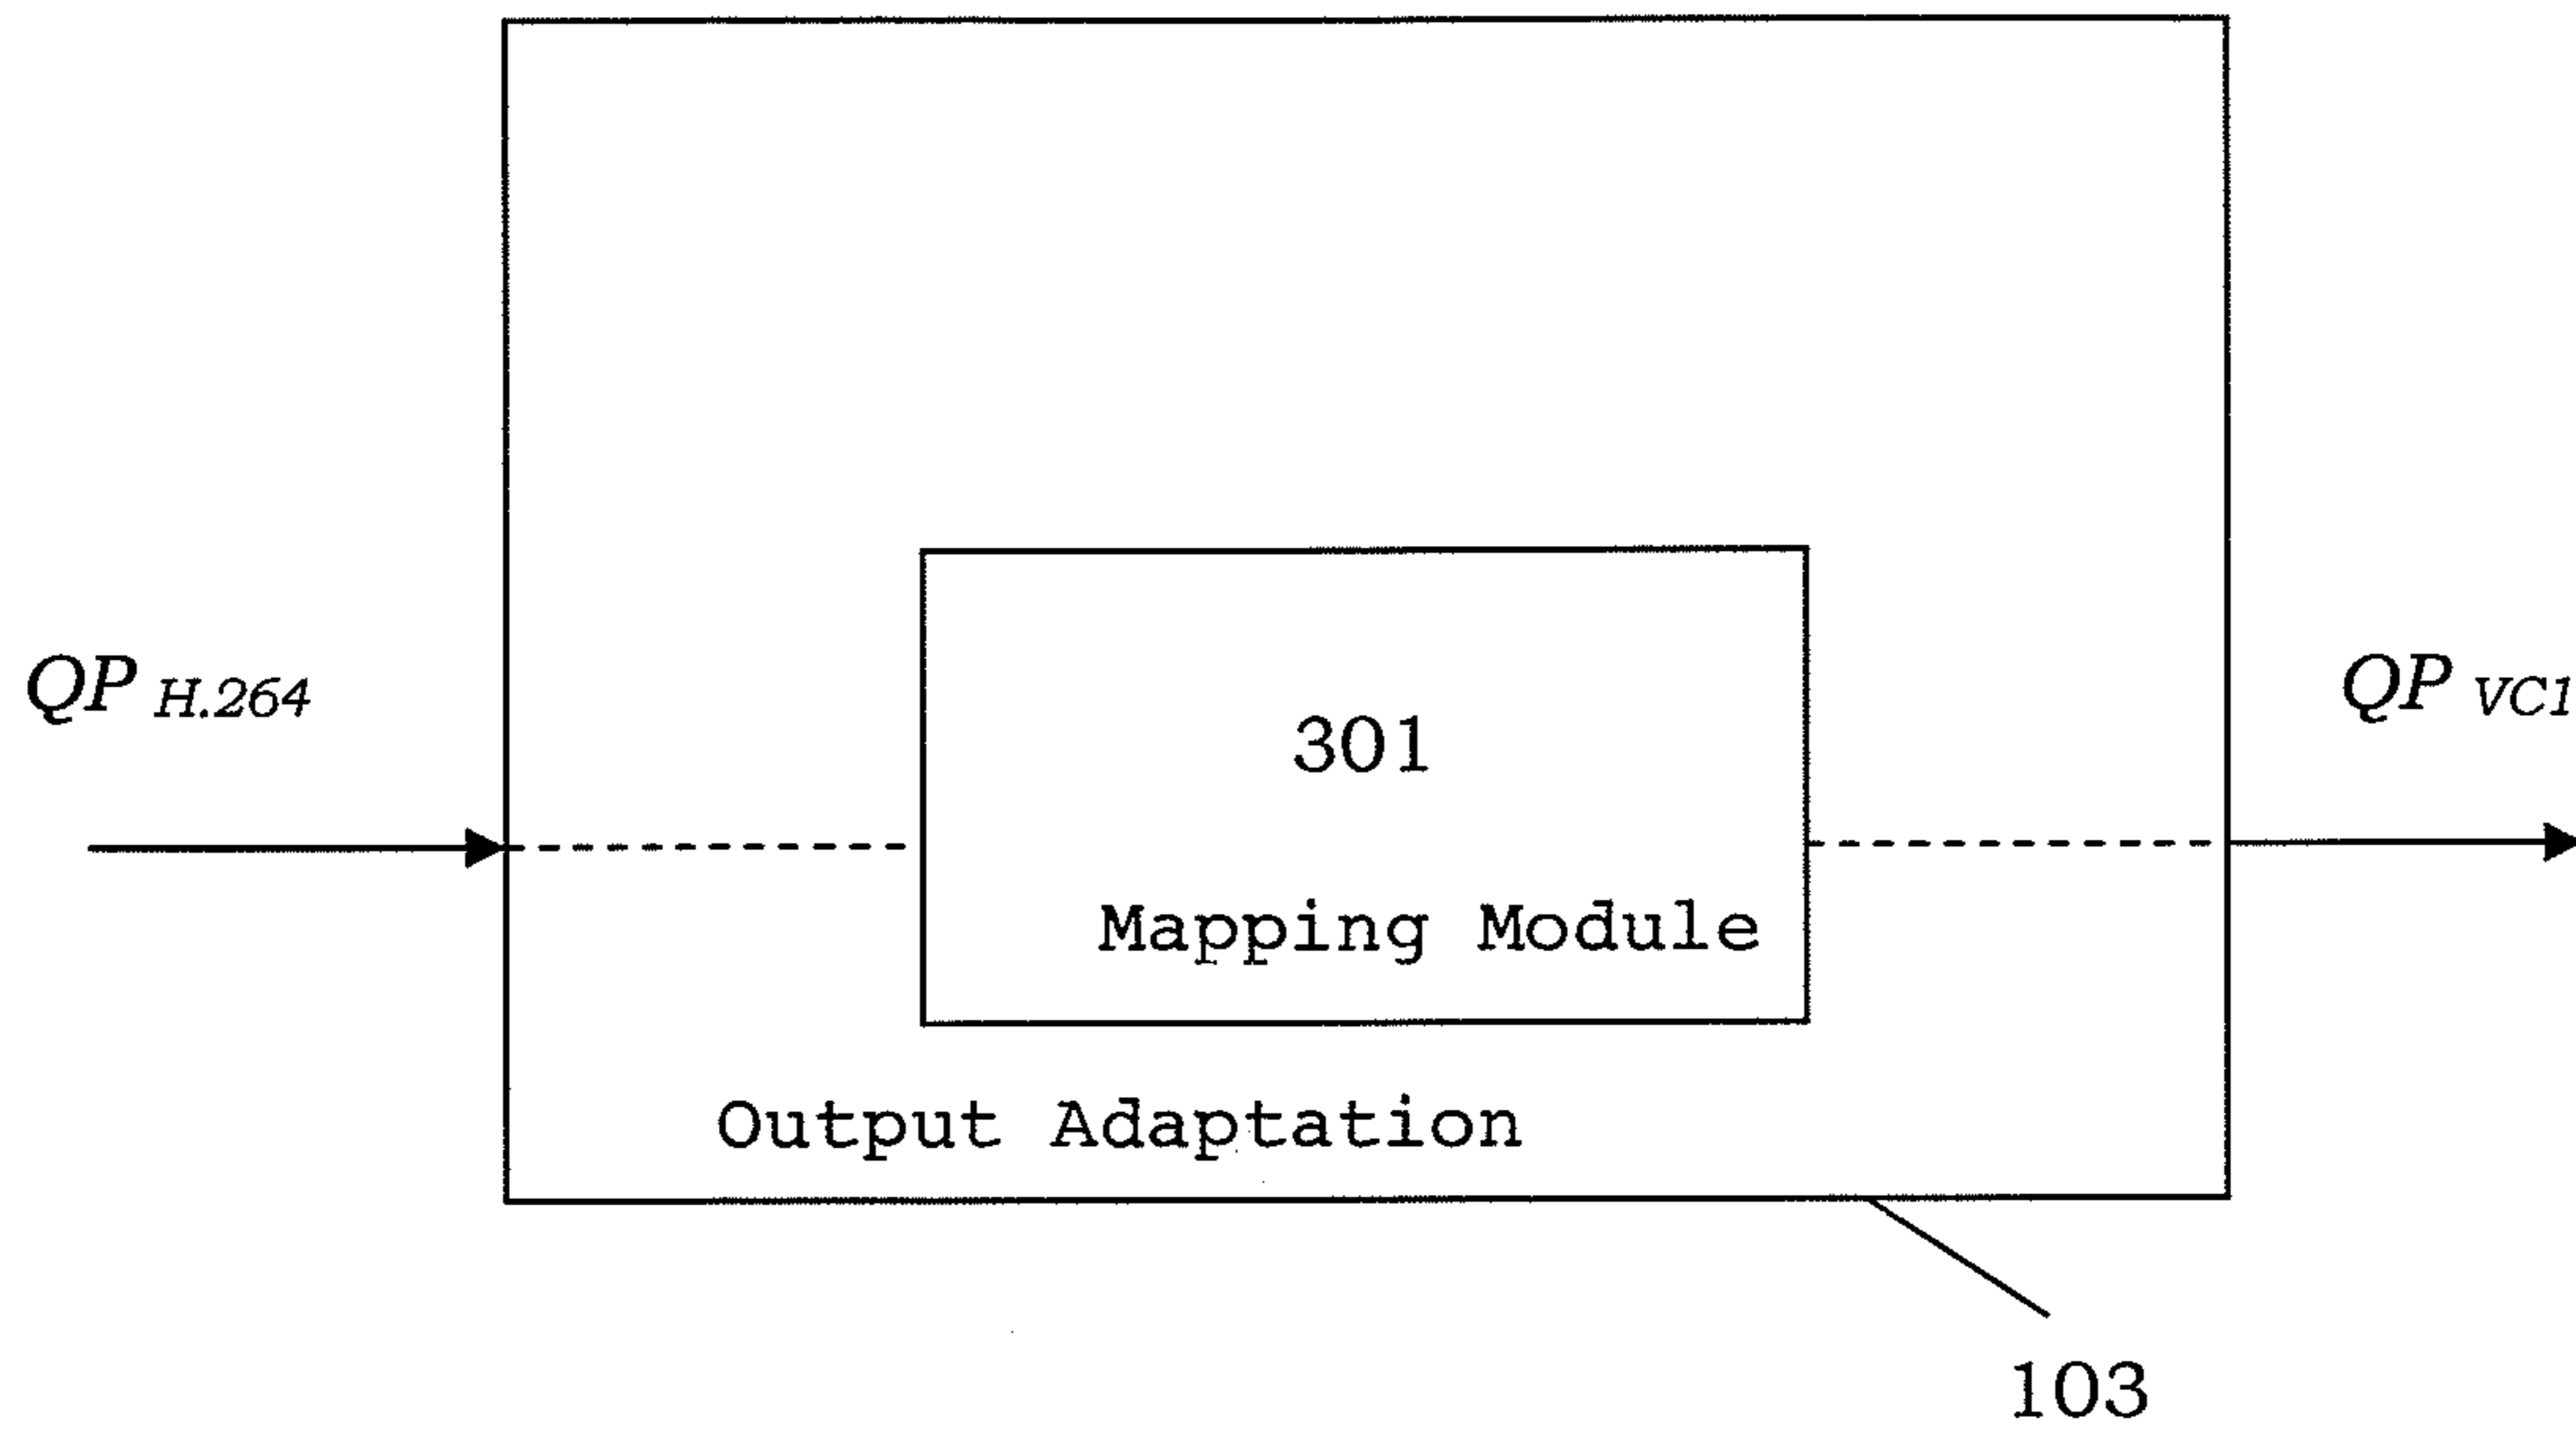 QP H.264
QP VC1
301
Mapping Module
Output Adaptation
103